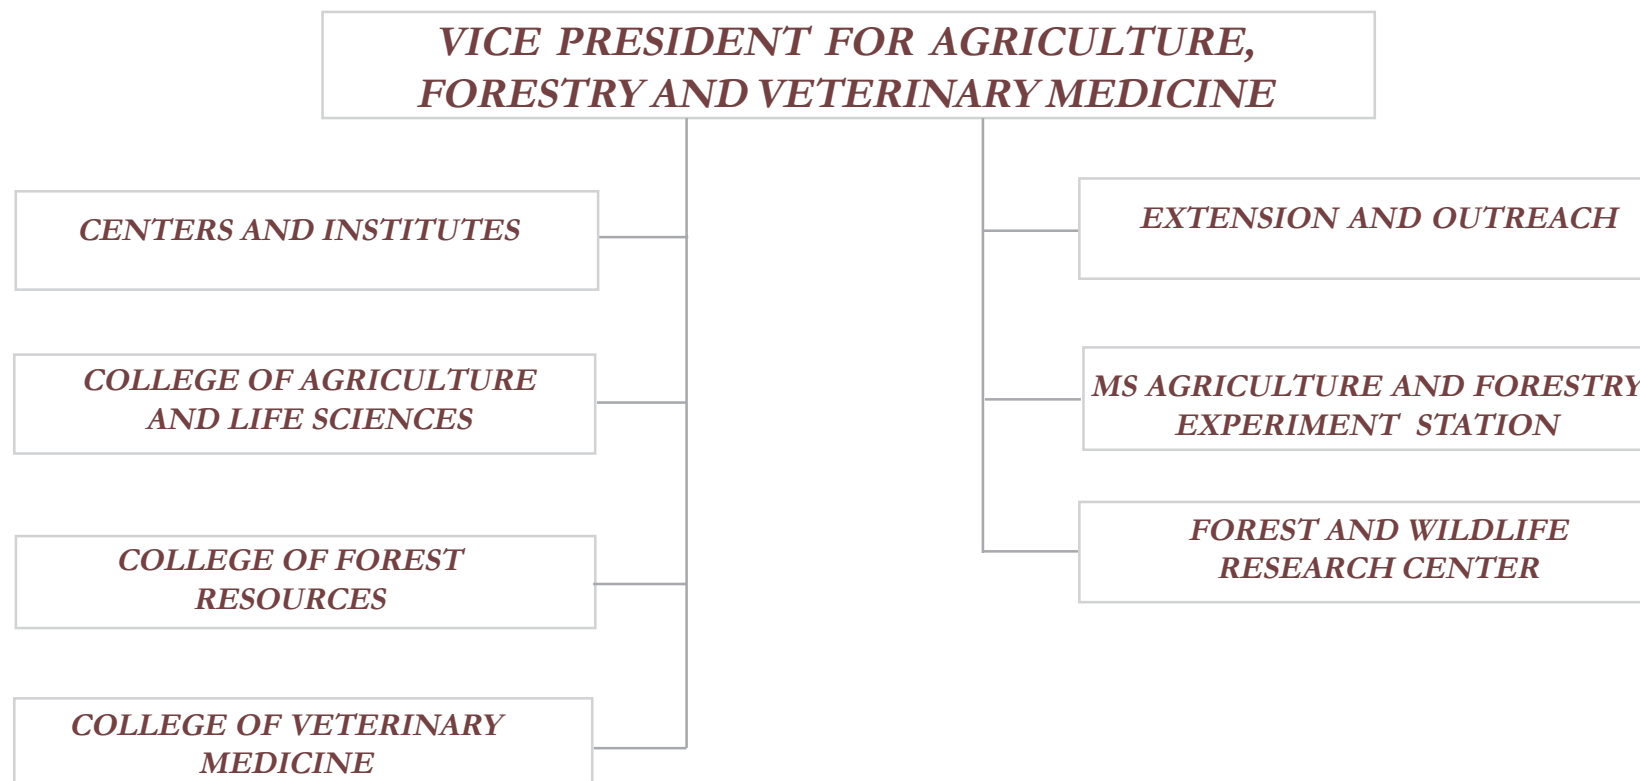 VICE PRESIDENT FOR AGRICULTURE,
FORESTRY AND VETERINARY MEDICINE
CENTERS AND INSTITUTES
COLLEGE OF AGRICULTURE
AND LIFE SCIENCES
COLLEGE OF FOREST
RESOURCES
COLLEGE OF VETERINARY
MEDICINE
EXTENSION AND OUTREACH
MS AGRICULTURE AND FORESTRY
EXPERIMENT STATION
FOREST AND WILDLIFE
RESEARCH CENTER